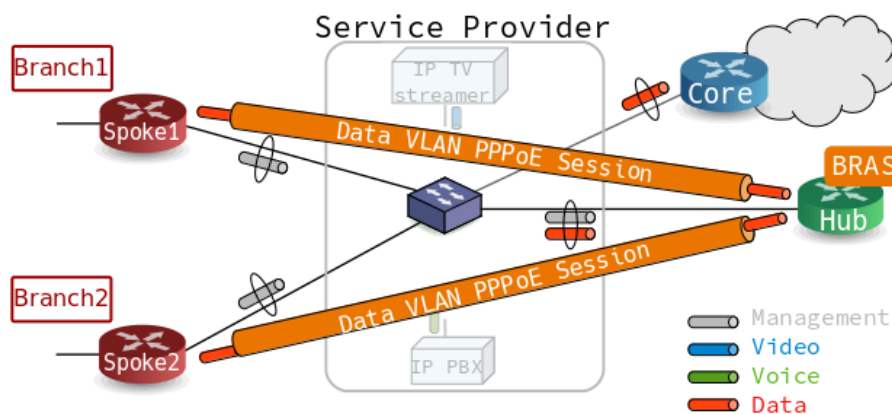 Service Provider
Branch1
IP TV
streamer
Core
Spoke1
Data VLAN PPPoE Session
BRAS
Hub
Data VLAN PPPoE Session
Branch2
Spoke2
IP PBX
Management
Video
Voice
Data